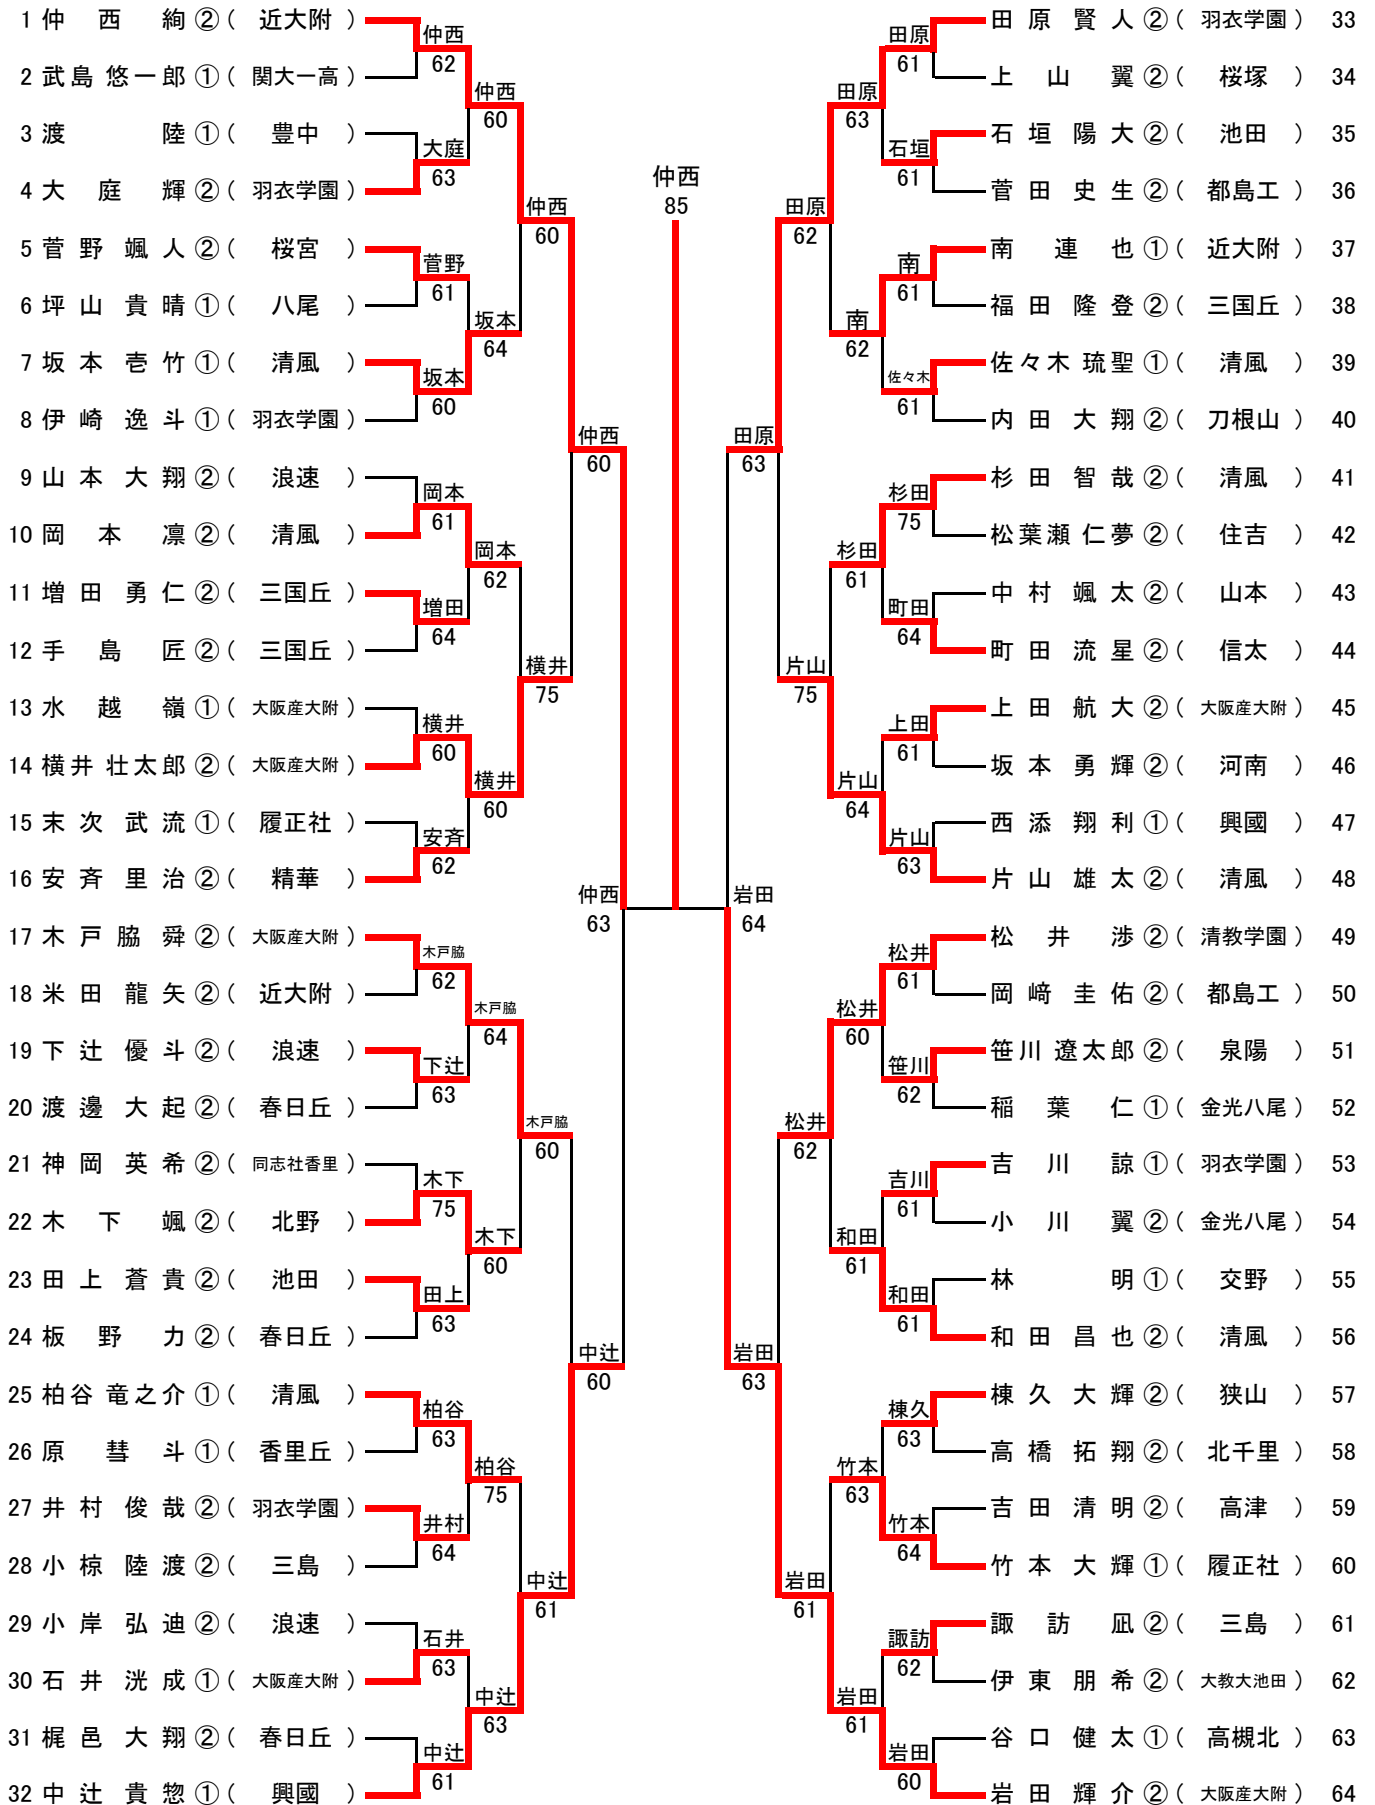 1 仲西 絢 ② ( 近大附 )
2 武島 悠一郎 ① ( 関大一高 )
3 渡 陸 ① ( 豊中 )
4 大庭 輝 ② ( 羽衣学園 )
5 菅野 颯人 ② ( 桜宮 )
6 坪山 貴晴 ① ( 八尾 )
7 坂本 壱竹 ① ( 清風 )
8 伊崎 逸斗 ① ( 羽衣学園 )
9 山本 大翔 ② ( 浪速 )
10 岡本 凛 ② ( 清風 )
11 増田 勇仁 ② ( 三国丘 )
12 手島 匠 ② ( 三国丘 )
13 水越 嶺 ① ( 大阪産大附 )
14 横井 壮太郎 ② ( 大阪産大附 )
15 末次 武流 ① ( 履正社 )
16 安斉 里治 ② ( 精華 )
17 木戸脇 舜 ② ( 大阪産大附 )
18 米田 龍矢 ② ( 近大附 )
19 下辻 優斗 ② ( 浪速 )
20 渡邊 大起 ② ( 春日丘 )
21 神岡 英希 ② ( 同志社香里 )
22 木下 颯 ② ( 北野 )
23 田上 蒼貴 ② ( 池田 )
24 板野 力 ② ( 春日丘 )
25 柏谷 竜之介 ① ( 清風 )
26 原 彗斗 ① ( 香里丘 )
27 井村 俊哉 ② ( 羽衣学園 )
28 小椋 陸渡 ② ( 三島 )
29 小岸 弘迪 ② ( 浪速 )
30 石井 洸成 ① ( 大阪産大附 )
31 梶邑 大翔 ② ( 春日丘 )
32 中辻 貴惣 ① ( 興國 )
仲西
62
大庭
63
菅野
61
坂本
60
岡本
61
増田
64
横井
60
安斉
62
木戸脇
62
下辻
63
木下
75
田上
63
柏谷
63
井村
64
石井
63
中辻
61
仲西
60
坂本
64
岡本
62
横井
60
木戸脇
64
木下
60
柏谷
75
中辻
63
仲西
60
横井
75
木戸脇
60
中辻
61
仲西
60
中辻
60
仲西
63
仲西
85
岩田
64
田原
63
岩田
63
田原
62
片山
75
松井
62
岩田
61
田原
63
南
62
杉田
61
片山
64
松井
60
和田
61
竹本
63
岩田
61
田原
61
石垣
61
南
61
佐々木
61
杉田
75
町田
64
上田
61
片山
63
松井
61
笹川
62
吉川
61
和田
61
棟久
63
竹本
64
諏訪
62
岩田
60
田原 賢人 ② ( 羽衣学園 ) 33
上山 翼 ② ( 桜塚 ) 34
石垣 陽大 ② ( 池田 ) 35
菅田 史生 ② ( 都島工 ) 36
南 連也 ① ( 近大附 ) 37
福田 隆登 ② ( 三国丘 ) 38
佐々木 琉聖 ① ( 清風 ) 39
内田 大翔 ② ( 刀根山 ) 40
杉田 智哉 ② ( 清風 ) 41
松葉瀬 仁夢 ② ( 住吉 ) 42
中村 颯太 ② ( 山本 ) 43
町田 流星 ② ( 信太 ) 44
上田 航大 ② ( 大阪産大附 ) 45
坂本 勇輝 ② ( 河南 ) 46
西添 翔利 ① ( 興國 ) 47
片山 雄太 ② ( 清風 ) 48
松井 渉 ② ( 清教学園 ) 49
岡﨑 圭佑 ② ( 都島工 ) 50
笹川 遼太郎 ② ( 泉陽 ) 51
稲葉 仁 ① ( 金光八尾 ) 52
吉川 諒 ① ( 羽衣学園 ) 53
小川 翼 ② ( 金光八尾 ) 54
林 明 ① ( 交野 ) 55
和田 昌也 ② ( 清風 ) 56
棟久 大輝 ② ( 狭山 ) 57
高橋 拓翔 ② ( 北千里 ) 58
吉田 清明 ② ( 高津 ) 59
竹本 大輝 ① ( 履正社 ) 60
諏訪 凪 ② ( 三島 ) 61
伊東 朋希 ② ( 大教大池田 ) 62
谷口 健太 ① ( 高槻北 ) 63
岩田 輝介 ② ( 大阪産大附 ) 64